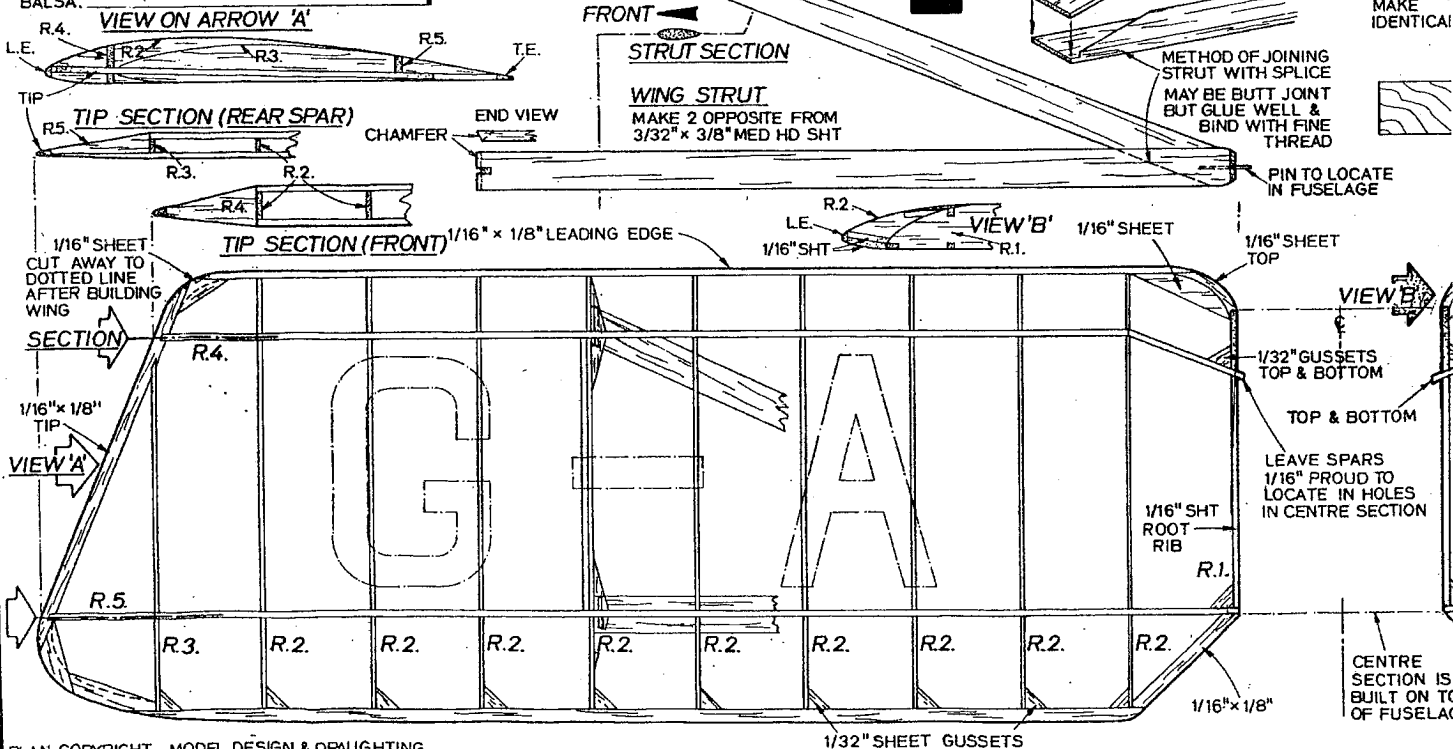 BALSA.
VIEW ON ARROW 'A'
R.4.
R.2
R.3.
R.5.
L.E.
T.E.
TIP
FRONT
STRUT SECTION
WING STRUT
MAKE 2 OPPOSITE FROM
3/32" x 3/8" MED HD SHT
MAKE
IDENTICAL
METHOD OF JOINING
STRUT WITH SPLICE
MAY BE BUTT JOINT
BUT GLUE WELL &
BIND WITH FINE
THREAD
PIN TO LOCATE
IN FUSELAGE
TIP SECTION (REAR SPAR)
R5.
R.3.
R.2.
END VIEW
CHAMFER
R.4.
TIP SECTION (FRONT)
1/16" x 1/8" LEADING EDGE
R.2.
L.E.
1/16" SHT
VIEW 'B'
R.1.
1/16" SHEET
1/16" SHEET
TOP
1/16" SHEET
CUT AWAY TO
DOTTED LINE
AFTER BUILDING
WING
SECTION
R.4.
VIEW 'B'
℄
1/32" GUSSETS
TOP & BOTTOM
TOP & BOTTOM
1/16" x 1/8"
TIP
VIEW 'A'
G-A
LEAVE SPARS
1/16" PROUD TO
LOCATE IN HOLES
IN CENTRE SECTION
1/16" SHT
ROOT
RIB
R.1.
R.5.
R.3. R.2. R.2. R.2. R.2. R.2. R.2. R.2. R.2. R.2.
CENTRE
SECTION IS
BUILT ON TO
OF FUSELAG
1/16" x 1/8"
1/32" SHEET GUSSETS
PLAN COPYRIGHT MODEL DESIGN & DRAUGHTING